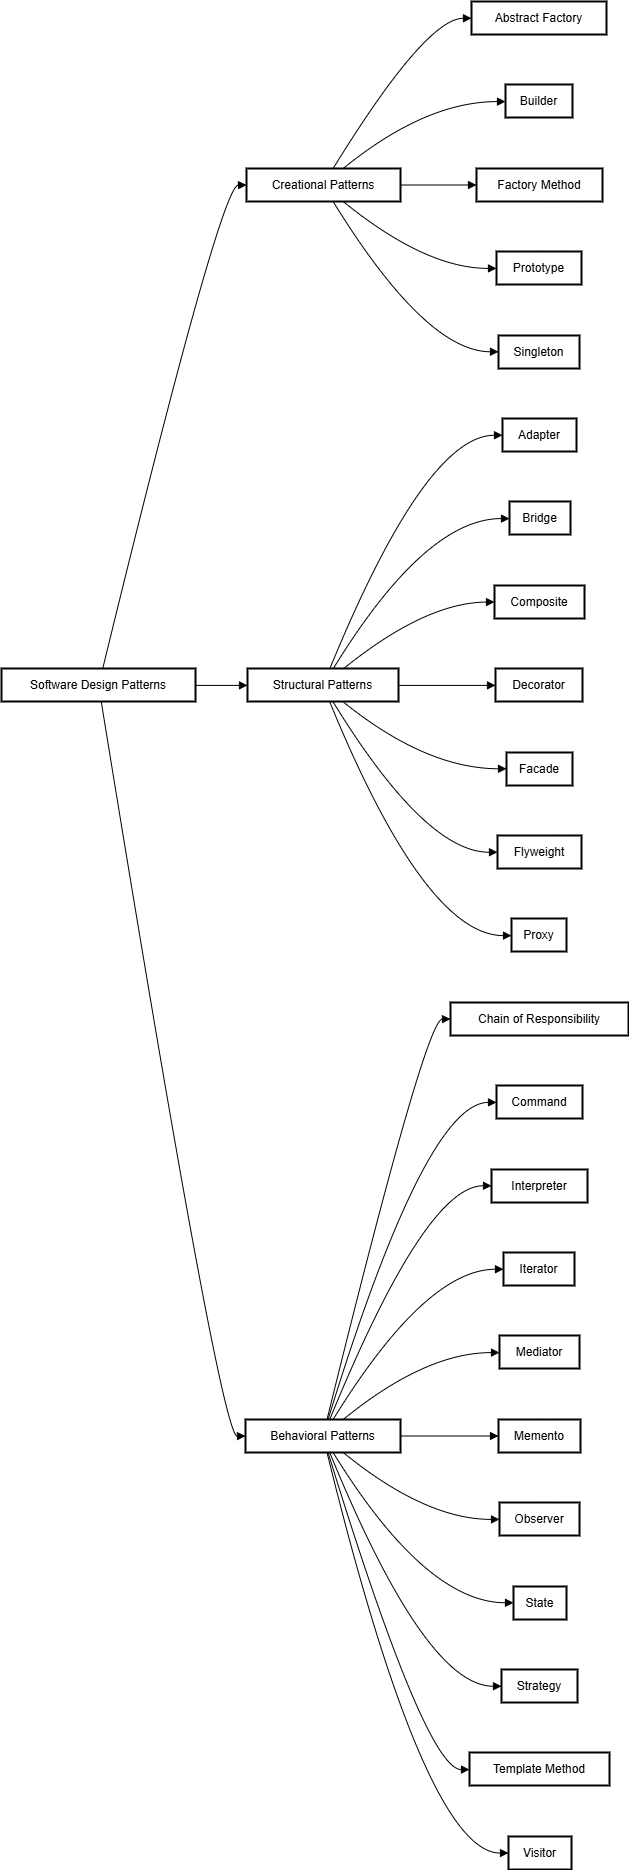 Software Design Patterns
Creational Patterns
Abstract Factory
Builder
Factory Method
Prototype
Singleton
Structural Patterns
Adapter
Bridge
Composite
Decorator
Facade
Flyweight
Proxy
Behavioral Patterns
Chain of Responsibility
Command
Interpreter
Iterator
Mediator
Memento
Observer
State
Strategy
Template Method
Visitor